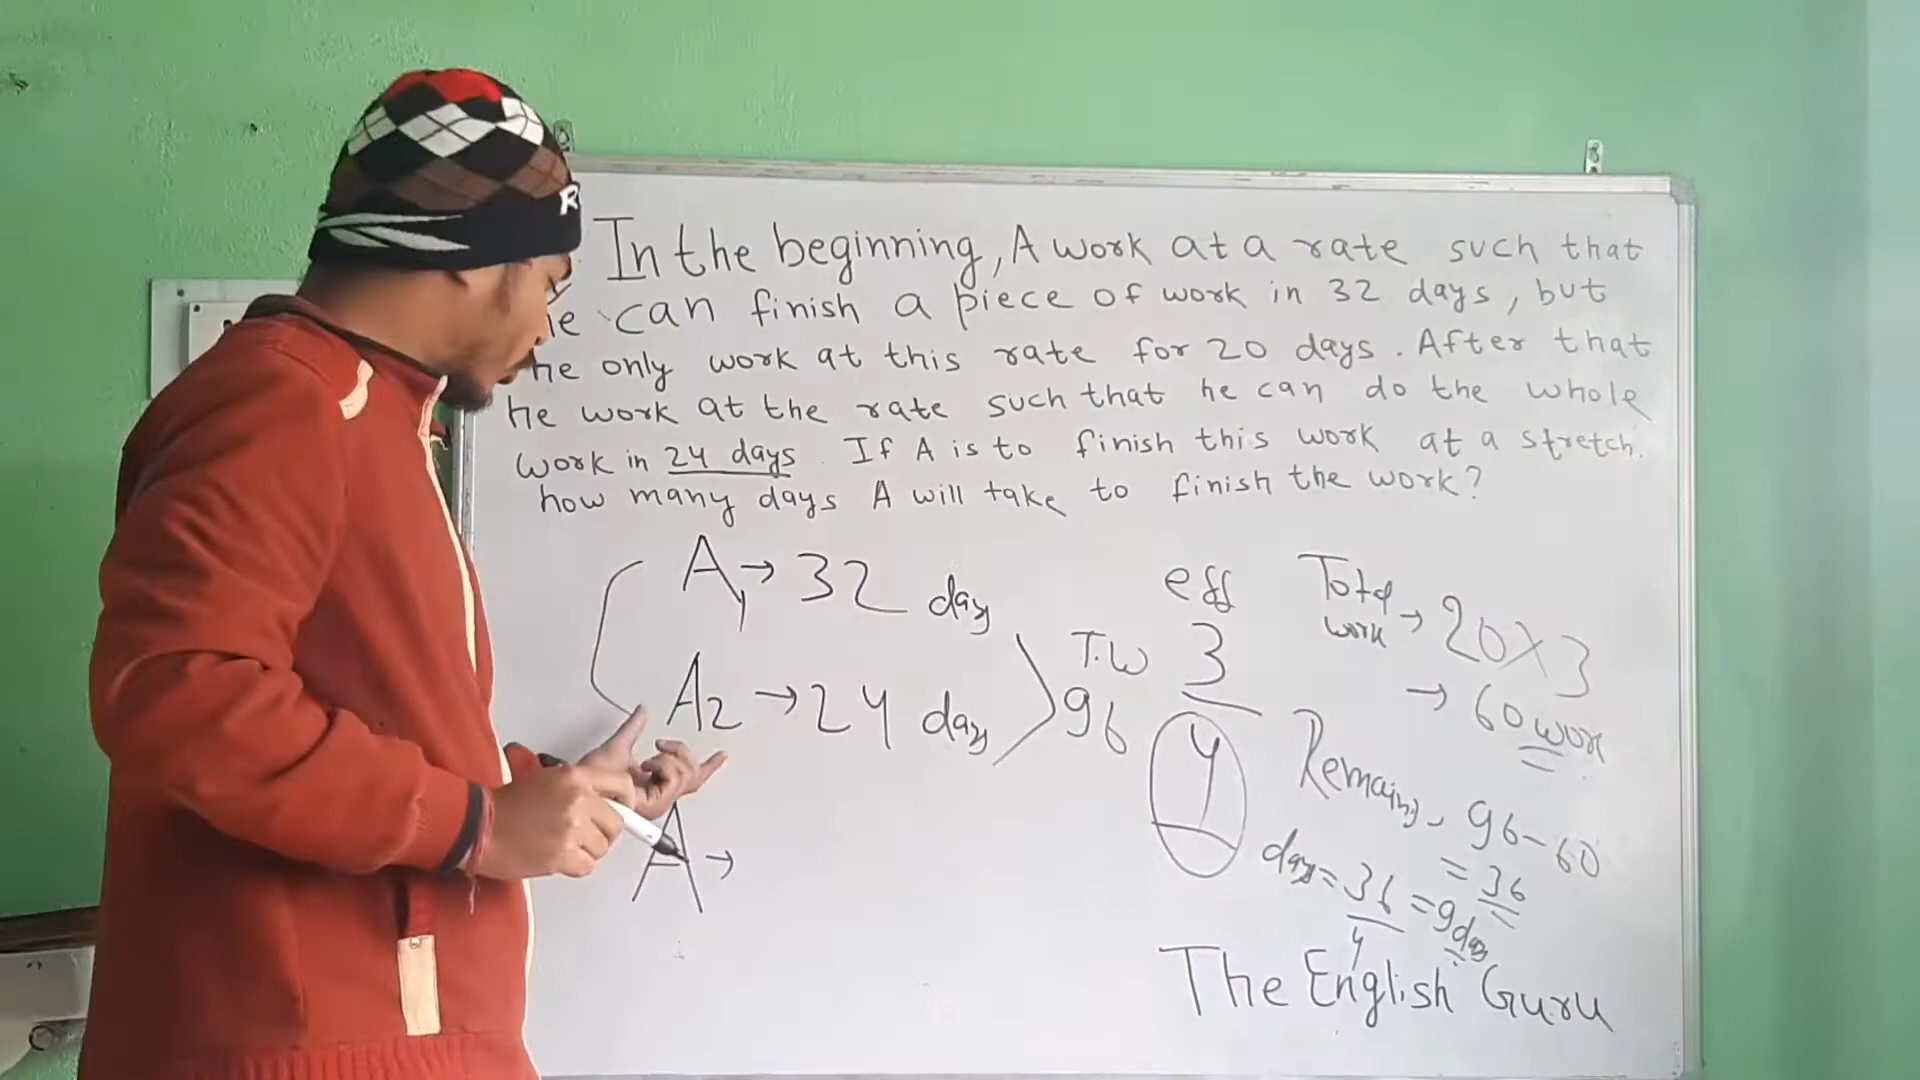 In the beginning, A work at a rate such that
can finish a piece of work in 32 days, but
he only work at this rate for 20 days. After that
he work at the rate such that he can do the whole
work in 24 days If A is to finish this work at a stretch.
how many days A will take to finish the work?
A1 → 32 days
A2 → 24 days
A →
T.W
96
eff
3
4
Total work → 20×3
→ 60 work
Remaining - 96-60
= 36
days = 36/4 = 9 days
The English Guru
R